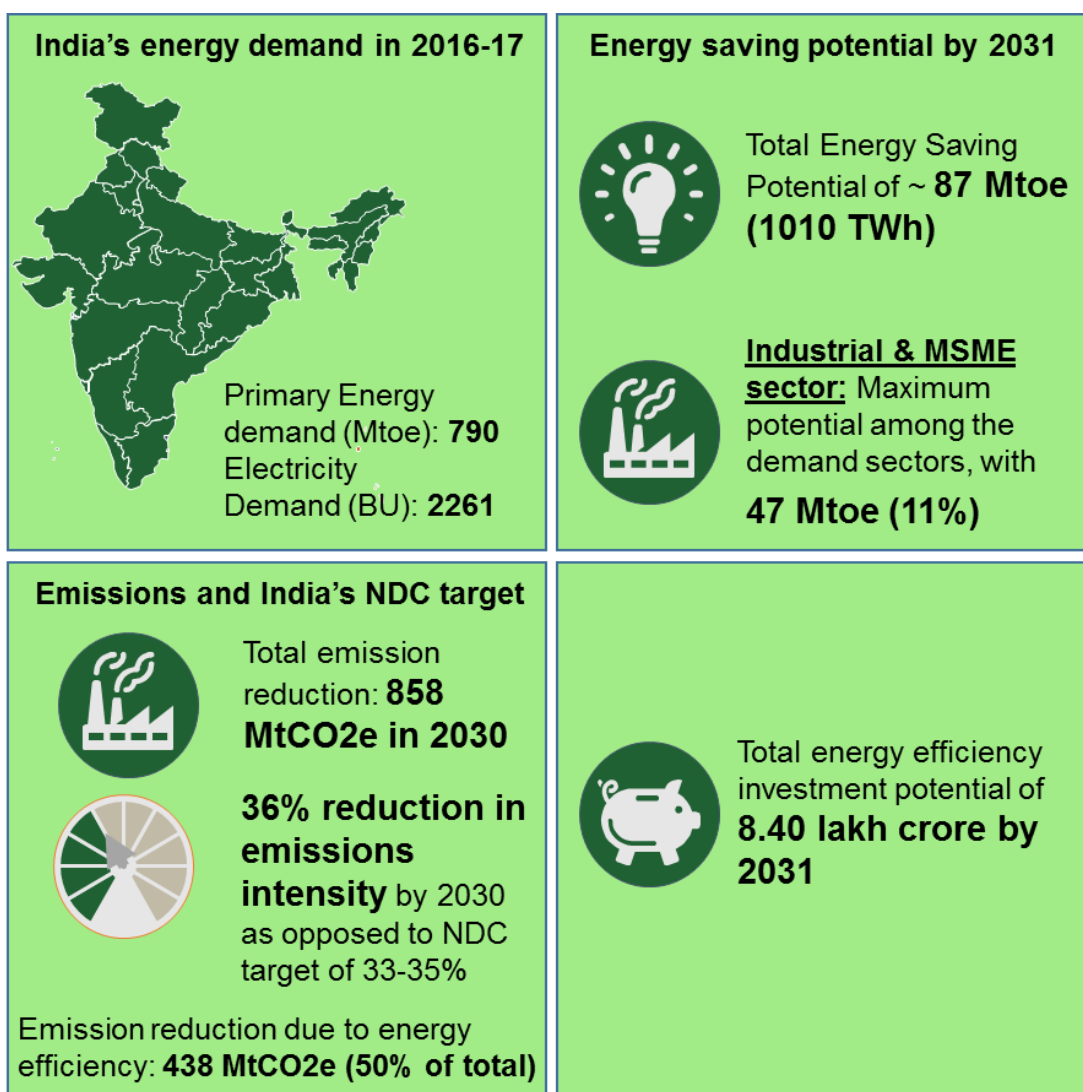 India’s energy demand in 2016-17
Primary Energy
demand (Mtoe): 790
Electricity
Demand (BU): 2261
Energy saving potential by 2031
Total Energy Saving
Potential of ~ 87 Mtoe
(1010 TWh)
Industrial & MSME
sector: Maximum
potential among the
demand sectors, with
47 Mtoe (11%)
Emissions and India’s NDC target
Total emission
reduction: 858
MtCO2e in 2030
36% reduction in
emissions
intensity by 2030
as opposed to NDC
target of 33-35%
Emission reduction due to energy
efficiency: 438 MtCO2e (50% of total)
Total energy efficiency
investment potential of
8.40 lakh crore by
2031